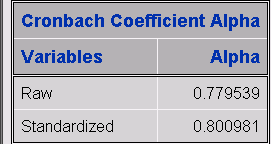 Cronbach Coefficient Alpha
Variables Alpha
Raw 0.779539
Standardized 0.800981